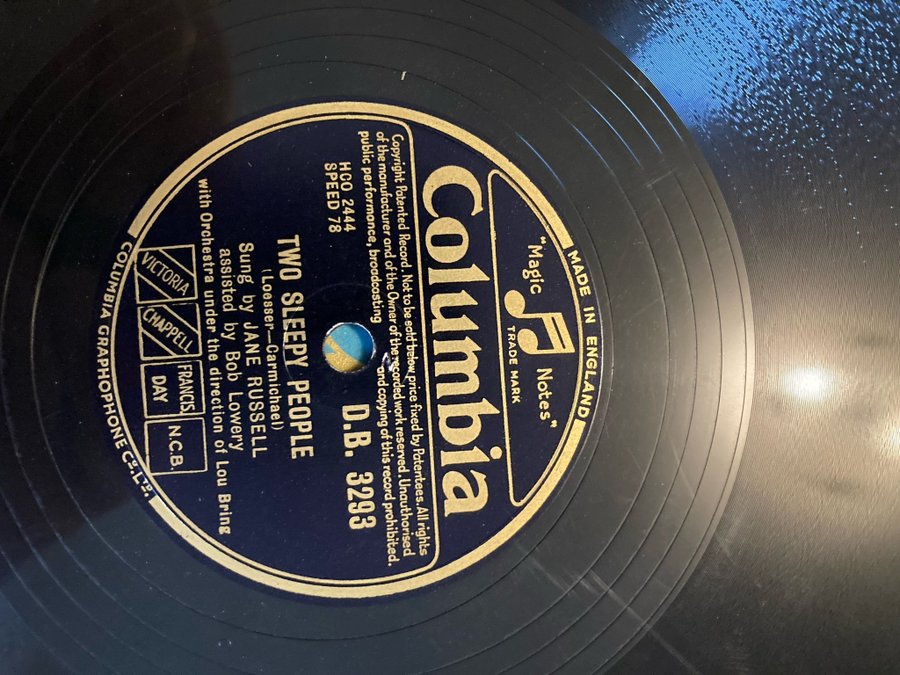 MADE IN ENGLAND
"Magic Notes"
TRADE MARK
Columbia
Copyright Patented Record. Not to be sold below price fixed by Patentees. All rights
of the manufacturer and of the Owner of the recorded work reserved. Unauthorised
public performance, broadcasting and copying of this record prohibited.
HCO 2444
SPEED 78
D.B. 3293
TWO SLEEPY PEOPLE
(Loesser—Carmichael)
Sung by JANE RUSSELL
assisted by Bob Lowery
with Orchestra under the direction of Lou Bring
VICTORIA
CHAPPELL
FRANCIS,
DAY
N.C.B.
COLUMBIA GRAPHOPHONE Co. LTD.